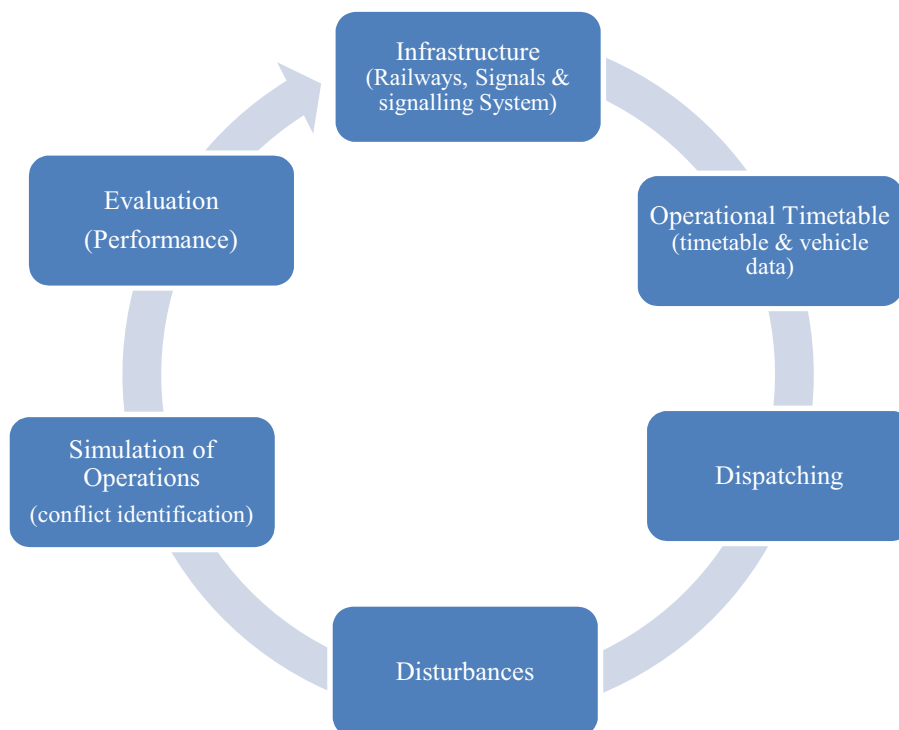 Infrastructure
(Railways, Signals &
signalling System)
Operational Timetable
(timetable & vehicle
data)
Dispatching
Disturbances
Simulation of
Operations
(conflict identification)
Evaluation
(Performance)